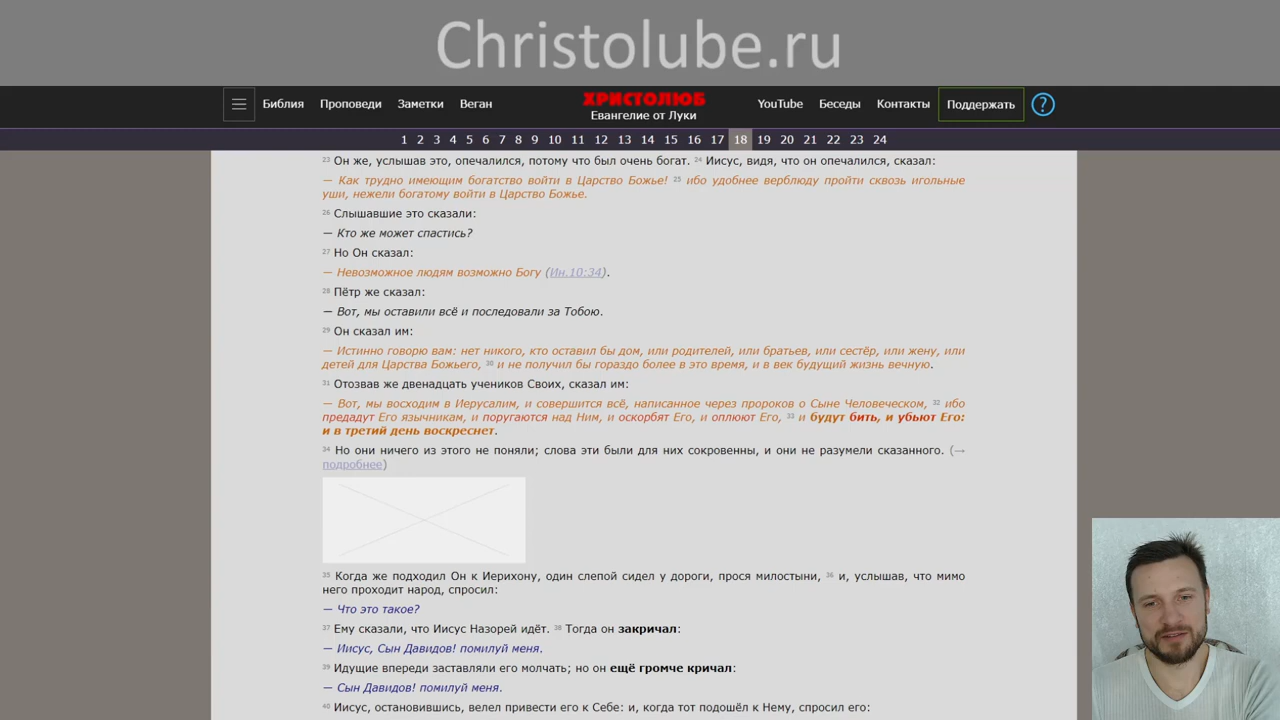 Christolube.ru
Библия Проповеди Заметки Веган ХРИСТОЛЮБ YouTube Беседы Контакты Поддержать ?
Евангелие от Луки
1 2 3 4 5 6 7 8 9 10 11 12 13 14 15 16 17 18 19 20 21 22 23 24
23 Он же, услышав это, опечалился, потому что был очень богат. 24 Иисус, видя, что он опечалился, сказал:
— Как трудно имеющим богатство войти в Царство Божье! 25 ибо удобнее верблюду пройти сквозь игольные
уши, нежели богатому войти в Царство Божье.
26 Слышавшие это сказали:
— Кто же может спастись?
27 Но Он сказал:
— Невозможное людям возможно Богу (Ин.10:34).
28 Пётр же сказал:
— Вот, мы оставили всё и последовали за Тобою.
29 Он сказал им:
— Истинно говорю вам: нет никого, кто оставил бы дом, или родителей, или братьев, или сестёр, или жену, или
детей для Царства Божьего, 30 и не получил бы гораздо более в это время, и в век будущий жизнь вечную.
31 Отозвав же двенадцать учеников Своих, сказал им:
— Вот, мы восходим в Иерусалим, и совершится всё, написанное через пророков о Сыне Человеческом, 32 ибо
предадут Его язычникам, и поругаются над Ним, и оскорбят Его, и оплюют Его, 33 и будут бить, и убьют Его:
и в третий день воскреснет.
34 Но они ничего из этого не поняли; слова эти были для них сокровенны, и они не разумели сказанного. (→
подробнее)
35 Когда же подходил Он к Иерихону, один слепой сидел у дороги, прося милостыни, 36 и, услышав, что мимо
него проходит народ, спросил:
— Что это такое?
37 Ему сказали, что Иисус Назорей идёт. 38 Тогда он закричал:
— Иисус, Сын Давидов! помилуй меня.
39 Идущие впереди заставляли его молчать; но он ещё громче кричал:
— Сын Давидов! помилуй меня.
40 Иисус, остановившись, велел привести его к Себе: и, когда тот подошёл к Нему, спросил его: